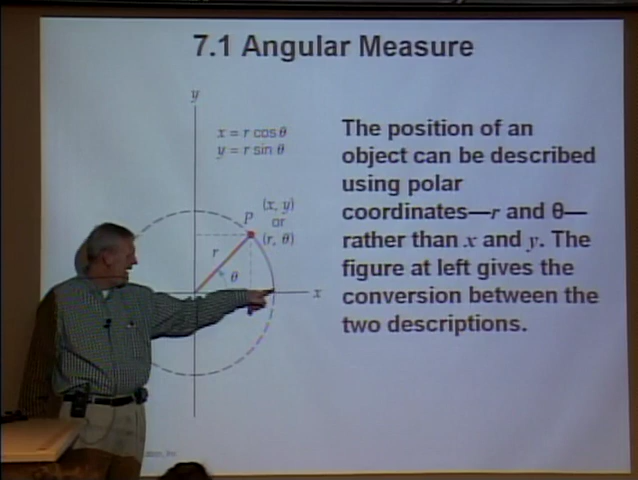 7.1 Angular Measure
y
x = r cos θ
y = r sin θ
The position of an
object can be described
using polar
coordinates—r and θ—
rather than x and y. The
figure at left gives the
conversion between the
two descriptions.
(x, y)
P
or
(r, θ)
r
θ
x